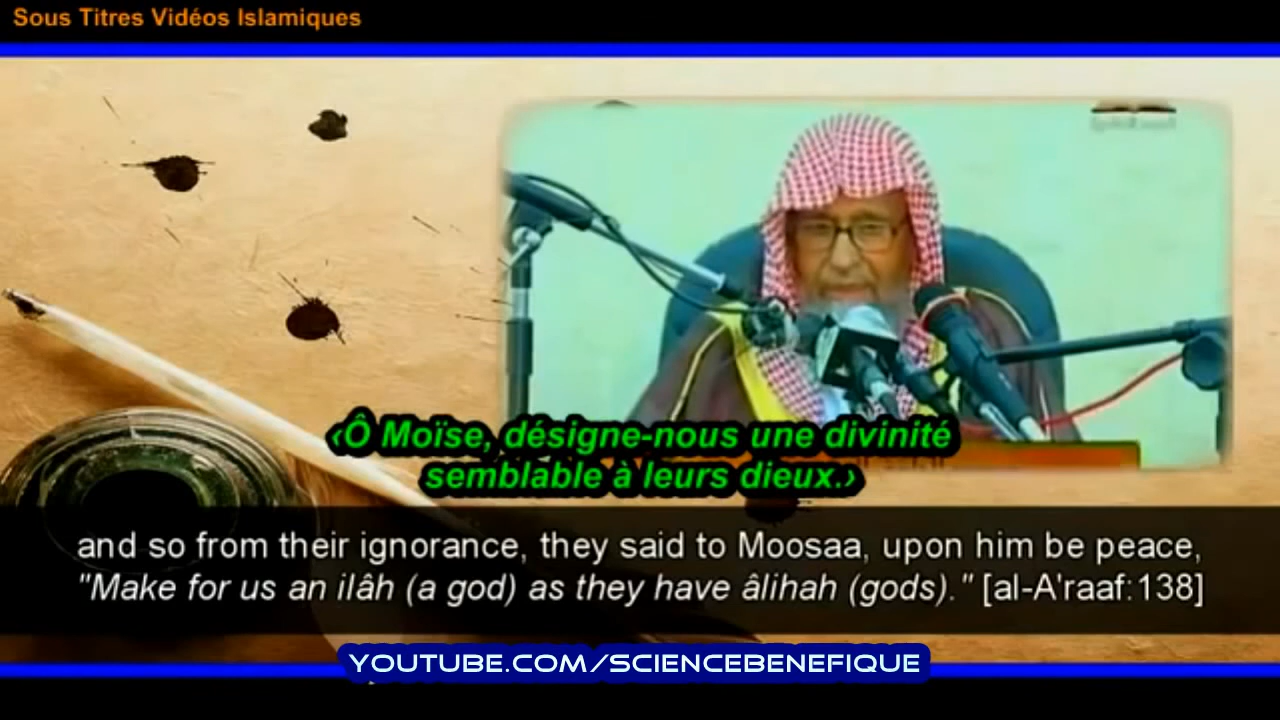 Sous Titres Vidéos Islamiques
‹Ô Moïse, désigne-nous une divinité
semblable à leurs dieux.›
and so from their ignorance, they said to Moosaa, upon him be peace,
"Make for us an ilâh (a god) as they have âlihah (gods)." [al-A'raaf:138]
YOUTUBE.COM/SCIENCEBENEFIQUE